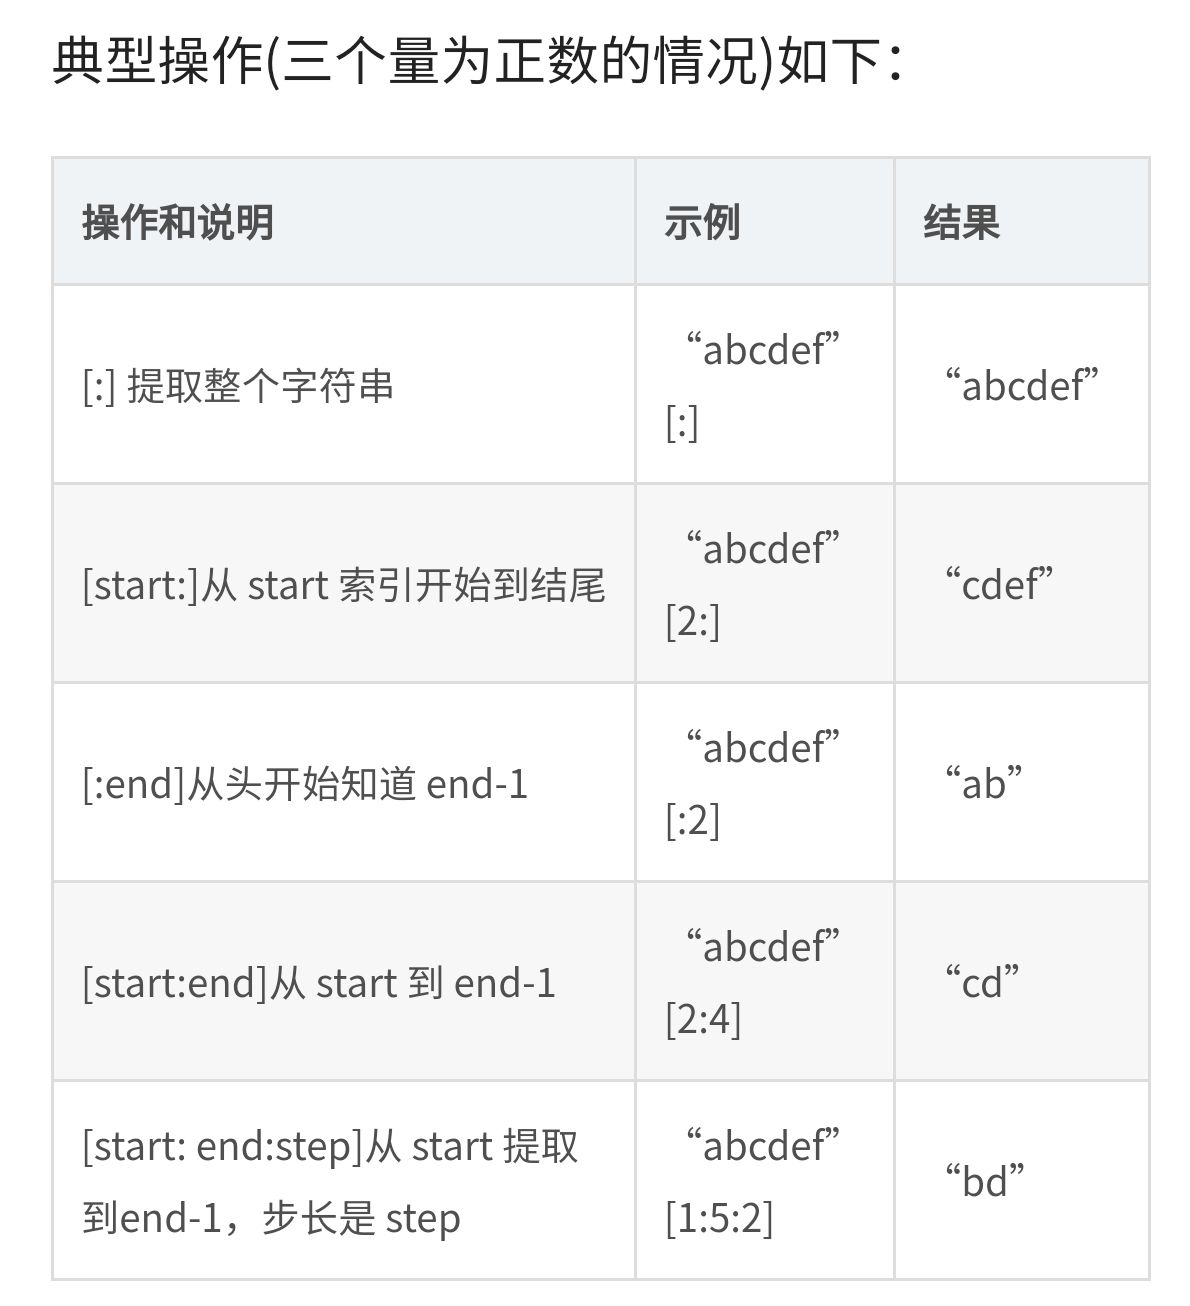 典型操作(三个量为正数的情况)如下：
操作和说明
示例
结果
[:] 提取整个字符串
“abcdef”
[:]
“abcdef”
[start:]从 start 索引开始到结尾
“abcdef”
[2:]
“cdef”
[:end]从头开始知道 end-1
“abcdef”
[:2]
“ab”
[start:end]从 start 到 end-1
“abcdef”
[2:4]
“cd”
[start: end:step]从 start 提取
到end-1，步长是 step
“abcdef”
[1:5:2]
“bd”